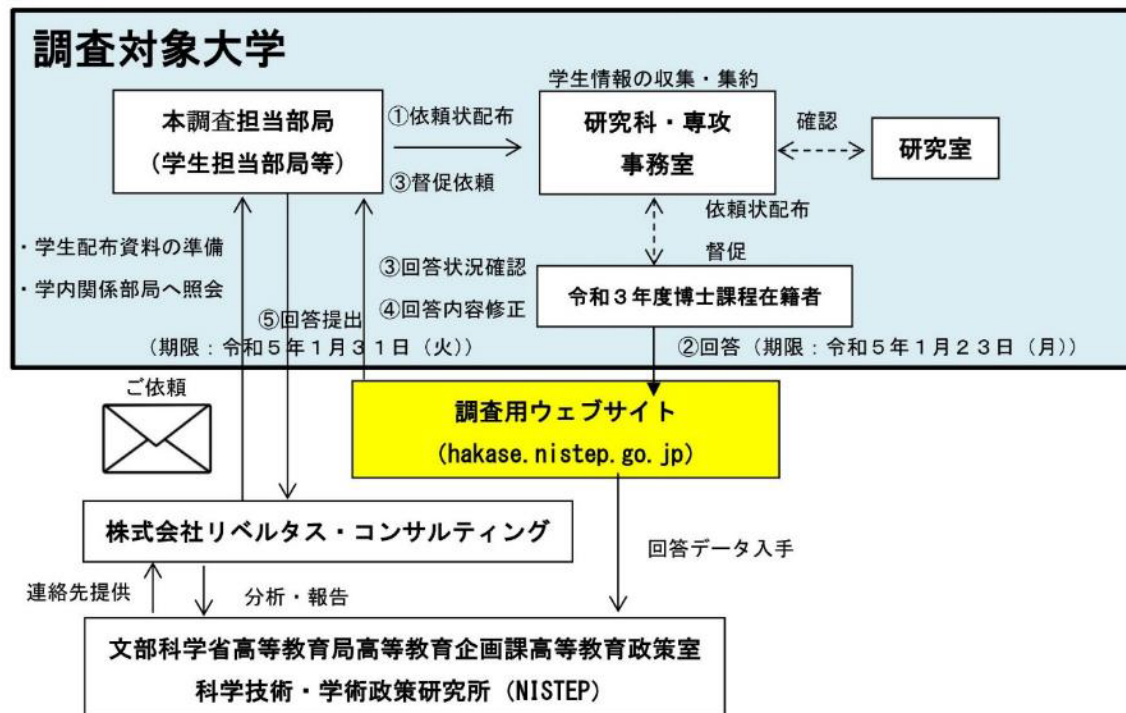 調査対象大学
学生情報の収集・集約
本調査担当部局
(学生担当部局等)
①依頼状配布
③督促依頼
研究科・専攻
事務室
確認
研究室
依頼状配布
督促
・学生配布資料の準備
・学内関係部局へ照会
③回答状況確認
④回答内容修正
令和3年度博士課程在籍者
⑤回答提出
(期限:令和5年1月31日(火))
②回答(期限:令和5年1月23日(月))
ご依頼
調査用ウェブサイト
(hakase.nistep.go.jp)
株式会社リベルタス・コンサルティング
回答データ入手
連絡先提供
分析・報告
文部科学省高等教育局高等教育企画課高等教育政策室
科学技術・学術政策研究所(NISTEP)